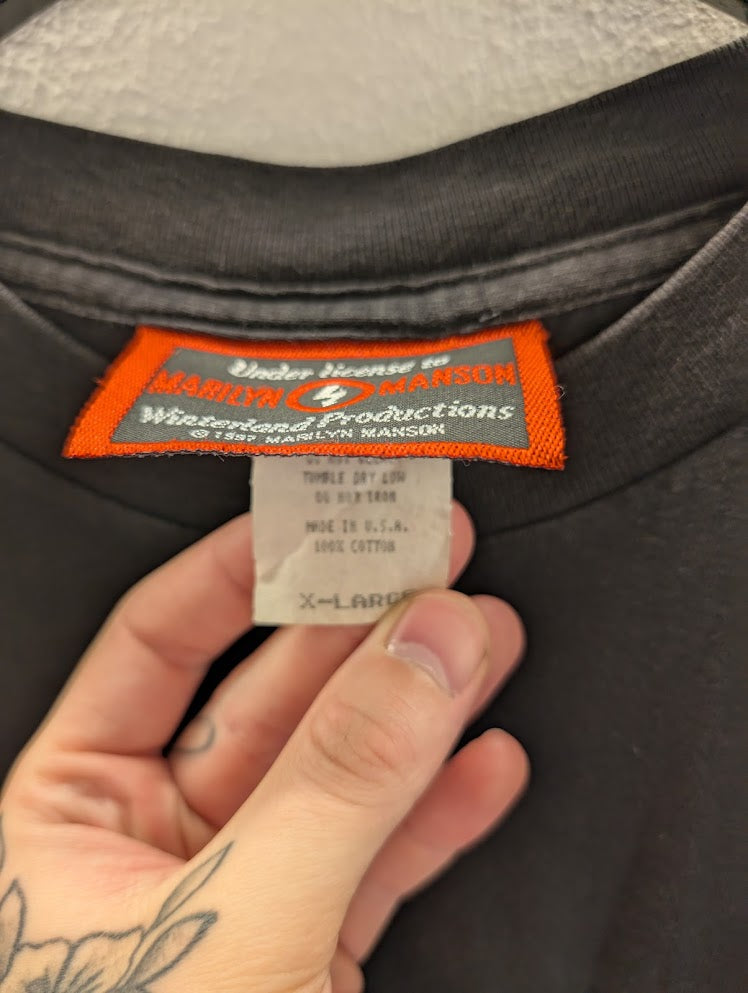 Under license to
MARILYN MANSON
Winterland Productions
© 1997 MARILYN MANSON
TUMBLE DRY LOW
DO NOT IRON
MADE IN U.S.A.
100% COTTON
X-LARGE